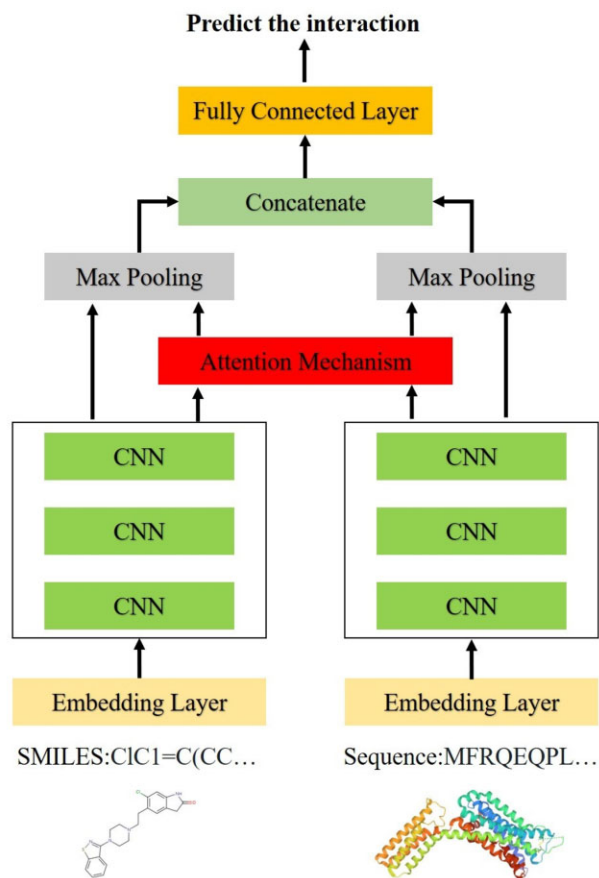 Predict the interaction
Fully Connected Layer
Concatenate
Max Pooling
Max Pooling
Attention Mechanism
CNN
CNN
CNN
CNN
CNN
CNN
Embedding Layer
Embedding Layer
SMILES:ClC1=C(CC…
Sequence:MFRQEQPL…